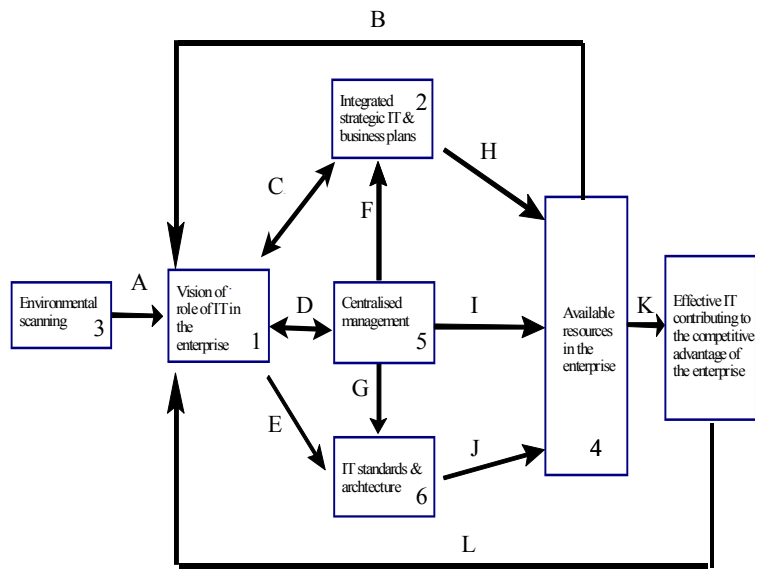 B
Integrated
strategic IT &
business plans
2
H
C
F
A
Environmental
scanning
3
Vision of
role of IT in
the
enterprise
1
D
Centralised
management
5
I
Available
resources
in the
enterprise
4
K
Effective IT
contributing to
the competitive
advantage of
the enterprise
G
E
IT standards &
archtecture
6
J
L